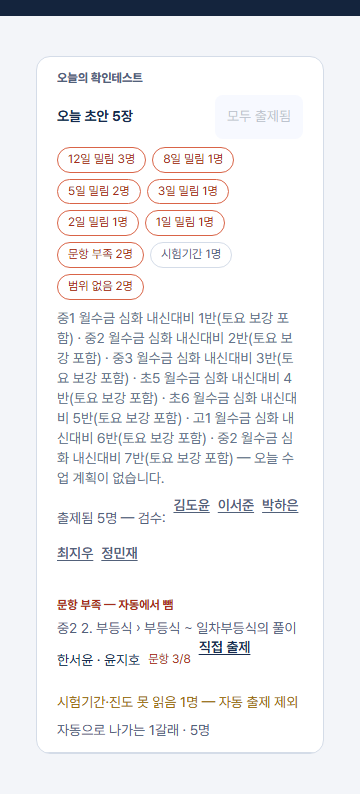 오늘의 확인테스트
오늘 초안 5장
모두 출제됨
12일 밀림 3명
8일 밀림 1명
5일 밀림 2명
3일 밀림 1명
2일 밀림 1명
1일 밀림 1명
문항 부족 2명
시험기간 1명
범위 없음 2명
중1 월수금 심화 내신대비 1반(토요 보강 포
함) · 중2 월수금 심화 내신대비 2반(토요 보
강 포함) · 중3 월수금 심화 내신대비 3반(토
요 보강 포함) · 초5 월수금 심화 내신대비 4
반(토요 보강 포함) · 초6 월수금 심화 내신대
비 5반(토요 보강 포함) · 고1 월수금 심화 내
신대비 6반(토요 보강 포함) · 중2 월수금 심
화 내신대비 7반(토요 보강 포함) — 오늘 수
업 계획이 없습니다.
출제됨 5명 — 검수: 김도윤 이서준 박하은
최지우 정민재
문항 부족 — 자동에서 뺌
중2 2. 부등식 › 부등식 ~ 일차부등식의 풀이
한서윤 · 윤지호 문항 3/8 직접 출제
시험기간·진도 못 읽음 1명 — 자동 출제 제외
자동으로 나가는 1갈래 · 5명